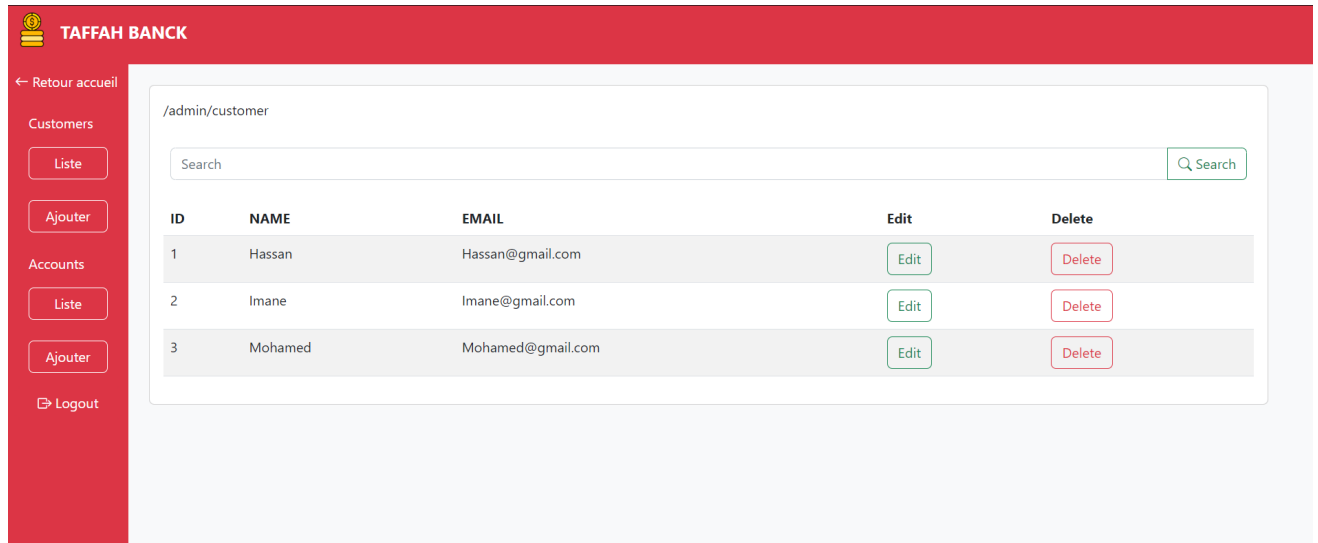 TAFFAH BANCK
← Retour accueil
Customers
Liste
Ajouter
Accounts
Liste
Ajouter
Logout
/admin/customer
Search Search
ID NAME EMAIL Edit Delete
1 Hassan Hassan@gmail.com Edit Delete
2 Imane Imane@gmail.com Edit Delete
3 Mohamed Mohamed@gmail.com Edit Delete